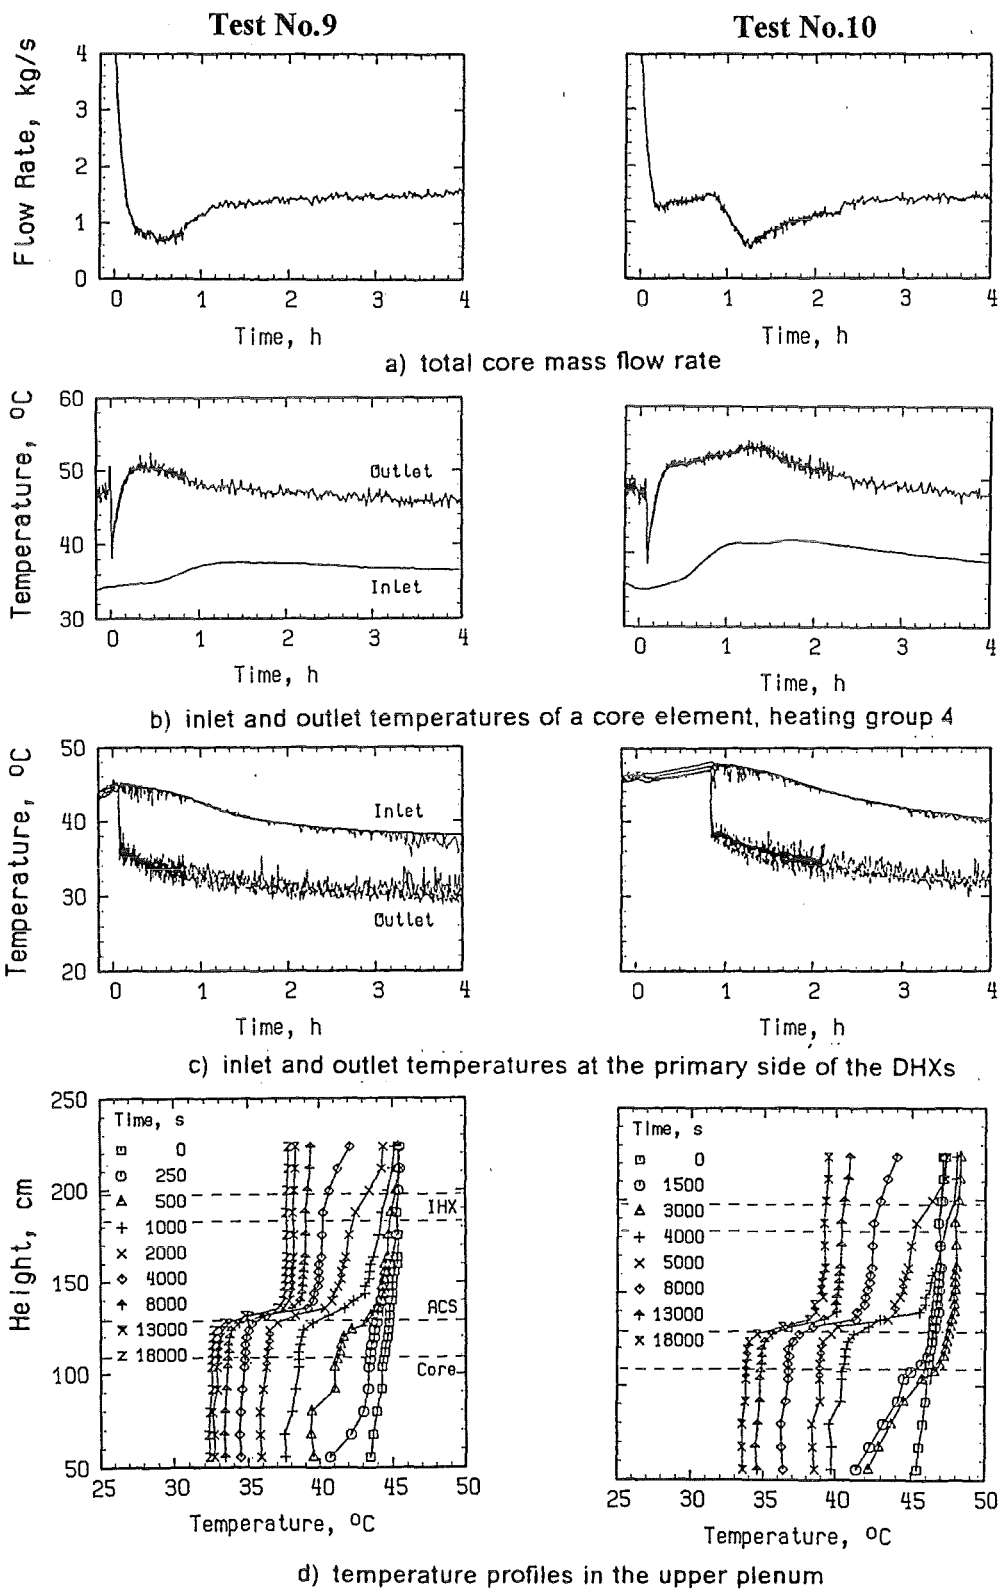 Test No.9 Test No.10
Flow Rate, kg/s
4
3
2
1
0
0 1 2 3 4
0 1 2 3 4
Time, h Time, h
a) total core mass flow rate
Temperature, ºC
60
50
40
30
Outlet
Inlet
0 1 2 3 4
0 1 2 3 4
Time, h Time, h
b) inlet and outlet temperatures of a core element, heating group 4
Temperature, ºC
50
40
30
20
Inlet
Outlet
0 1 2 3 4
0 1 2 3 4
Time, h Time, h
c) inlet and outlet temperatures at the primary side of the DHXs
Height, cm
250
200
150
100
50
Time, s
0
250
500
1000
2000
4000
8000
13000
18000
IHX
ACS
Core
25 30 35 40 45 50
Temperature, ºC
Time, s
0
1500
3000
4000
5000
8000
13000
18000
25 30 35 40 45 50
Temperature, ºC
d) temperature profiles in the upper plenum